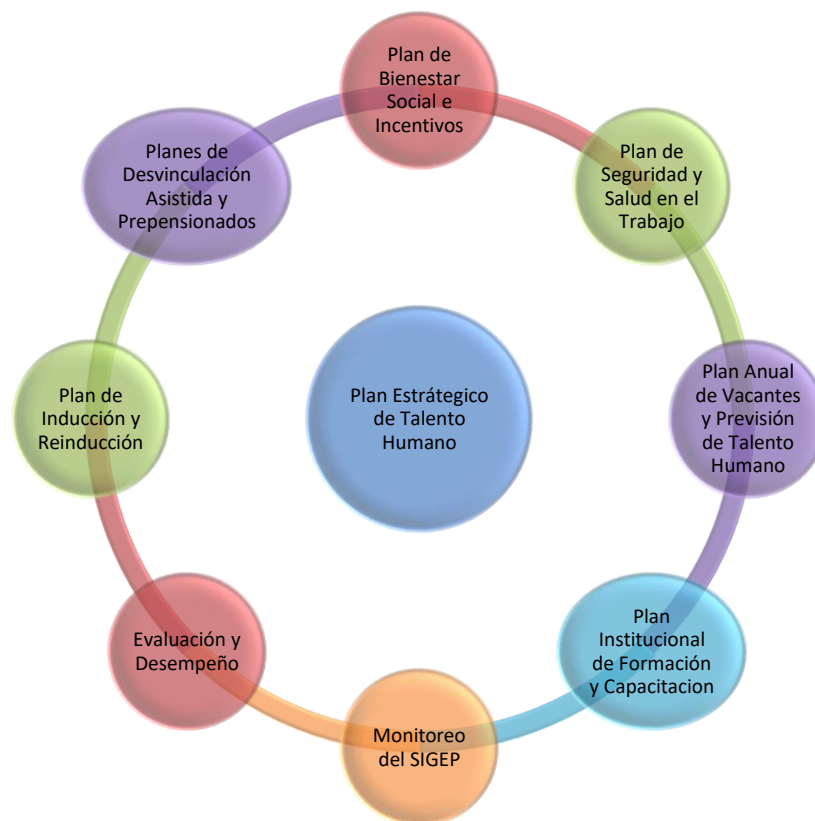 Plan de
Bienestar
Social e
Incentivos
Plan de
Seguridad y
Salud en el
Trabajo
Plan Anual
de Vacantes
y Previsión
de Talento
Humano
Plan
Institucional
de Formación
y Capacitacion
Monitoreo
del SIGEP
Evaluación y
Desempeño
Plan de
Inducción y
Reinducción
Planes de
Desvinculación
Asistida y
Prepensionados
Plan Estrátegico
de Talento
Humano